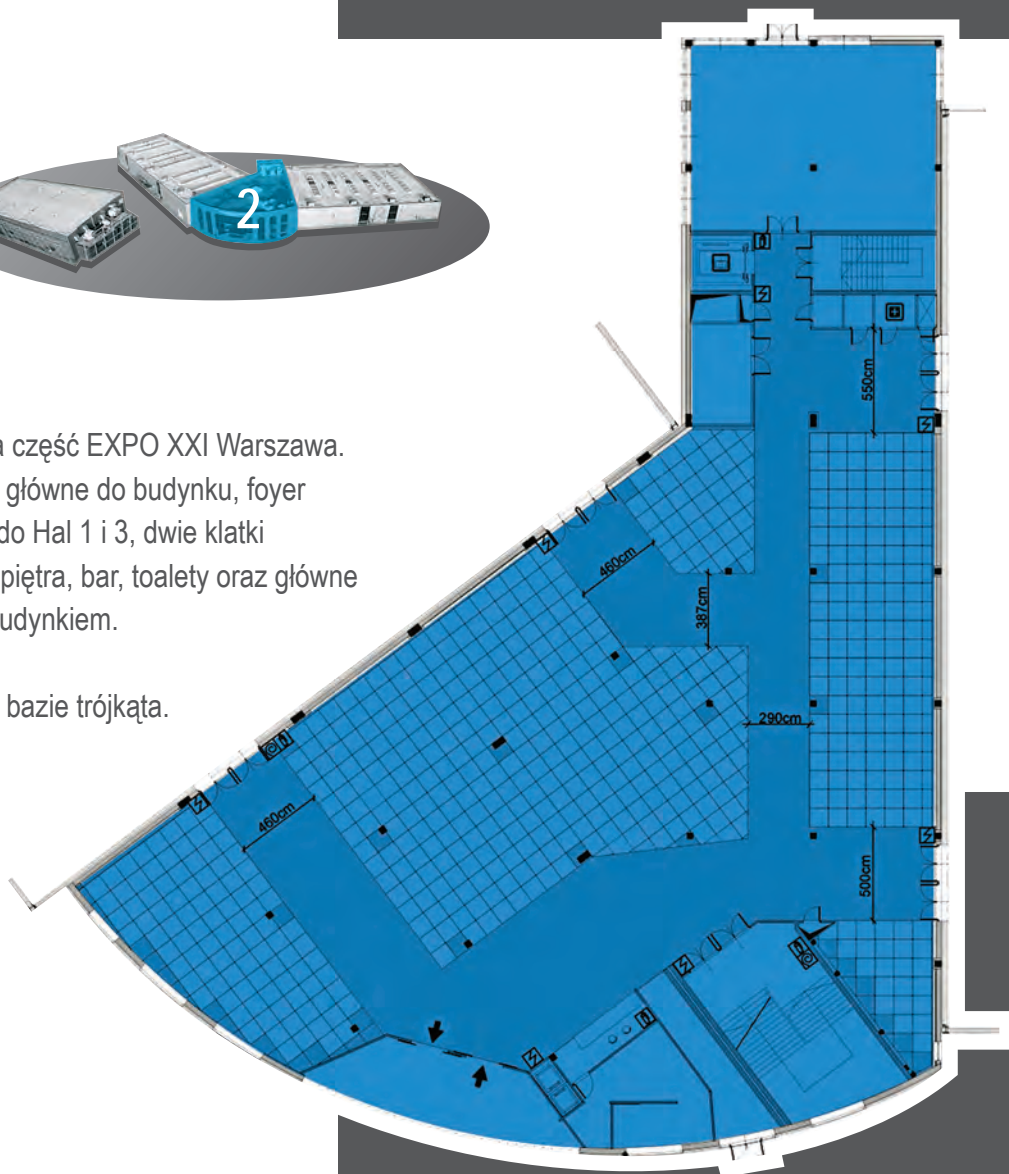 2
a część EXPO XXI Warszawa.
główne do budynku, foyer
do Hal 1 i 3, dwie klatki
piętra, bar, toalety oraz główne
udynkiem.
bazie trójkąta.
550cm
460cm
387cm
290cm
460cm
500cm